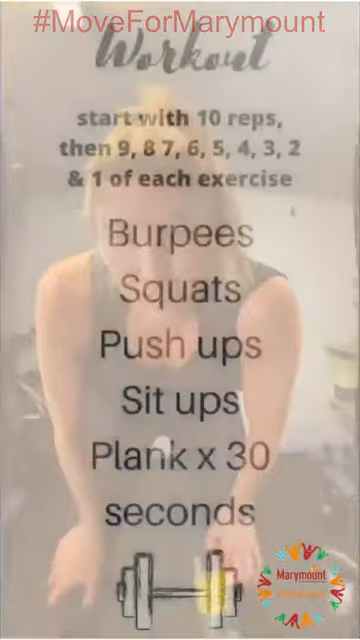 #MoveForMarymount
Workout
start with 10 reps,
then 9, 8 7, 6, 5, 4, 3, 2
& 1 of each exercise
Burpees
Squats
Push ups
Sit ups
Plank x 30
seconds
Marymount